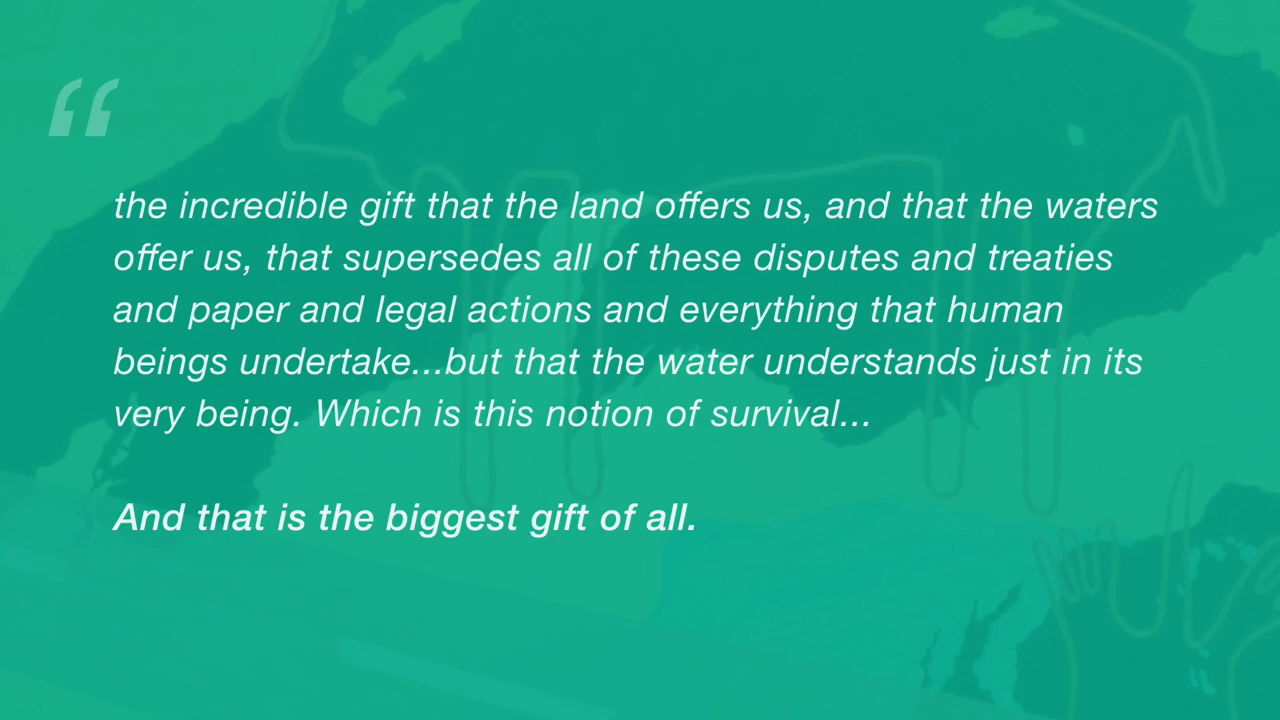 “
the incredible gift that the land offers us, and that the waters
offer us, that supersedes all of these disputes and treaties
and paper and legal actions and everything that human
beings undertake...but that the water understands just in its
very being. Which is this notion of survival...
And that is the biggest gift of all.